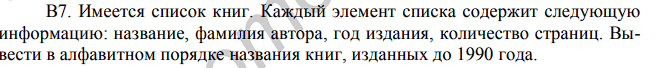 В7. Имеется список книг. Каждый элемент списка содержит следующую
информацию: название, фамилия автора, год издания, количество страниц. Вы-
вести в алфавитном порядке названия книг, изданных до 1990 года.